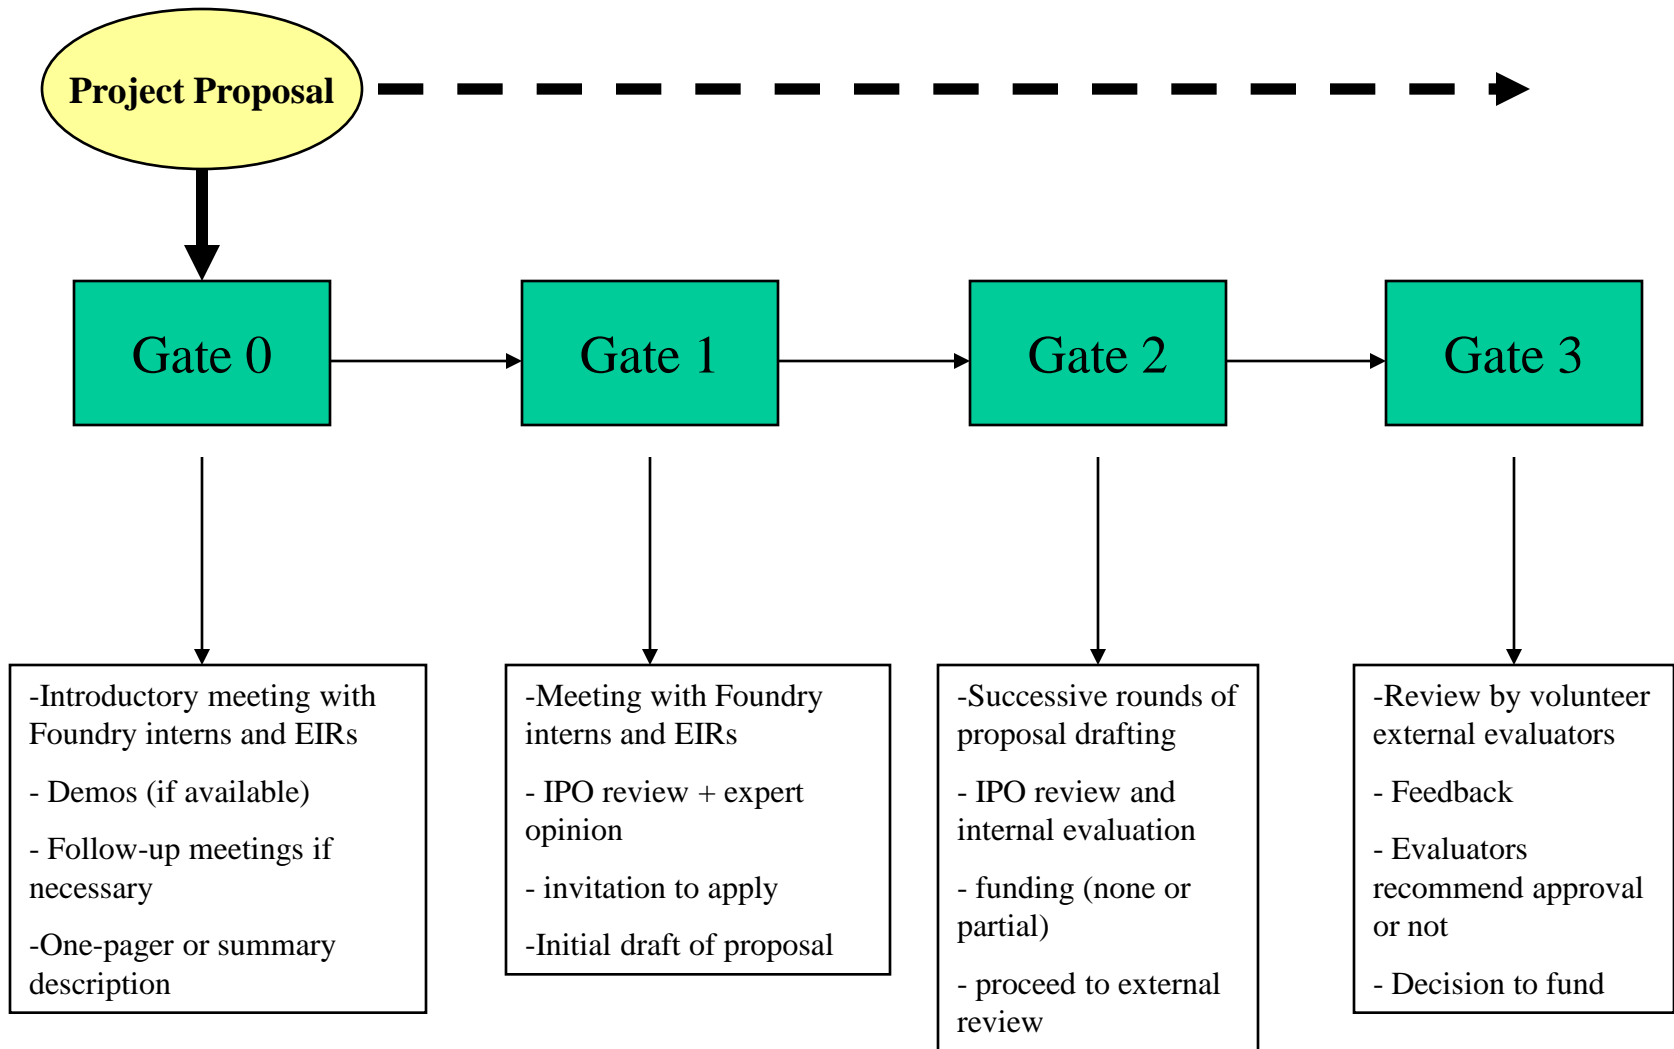 Project Proposal
Gate 0
Gate 1
Gate 2
Gate 3
-Introductory meeting with
Foundry interns and EIRs
- Demos (if available)
- Follow-up meetings if
necessary
-One-pager or summary
description
-Meeting with Foundry
interns and EIRs
- IPO review + expert
opinion
- invitation to apply
-Initial draft of proposal
-Successive rounds of
proposal drafting
- IPO review and
internal evaluation
- funding (none or
partial)
- proceed to external
review
-Review by volunteer
external evaluators
- Feedback
- Evaluators
recommend approval
or not
- Decision to fund